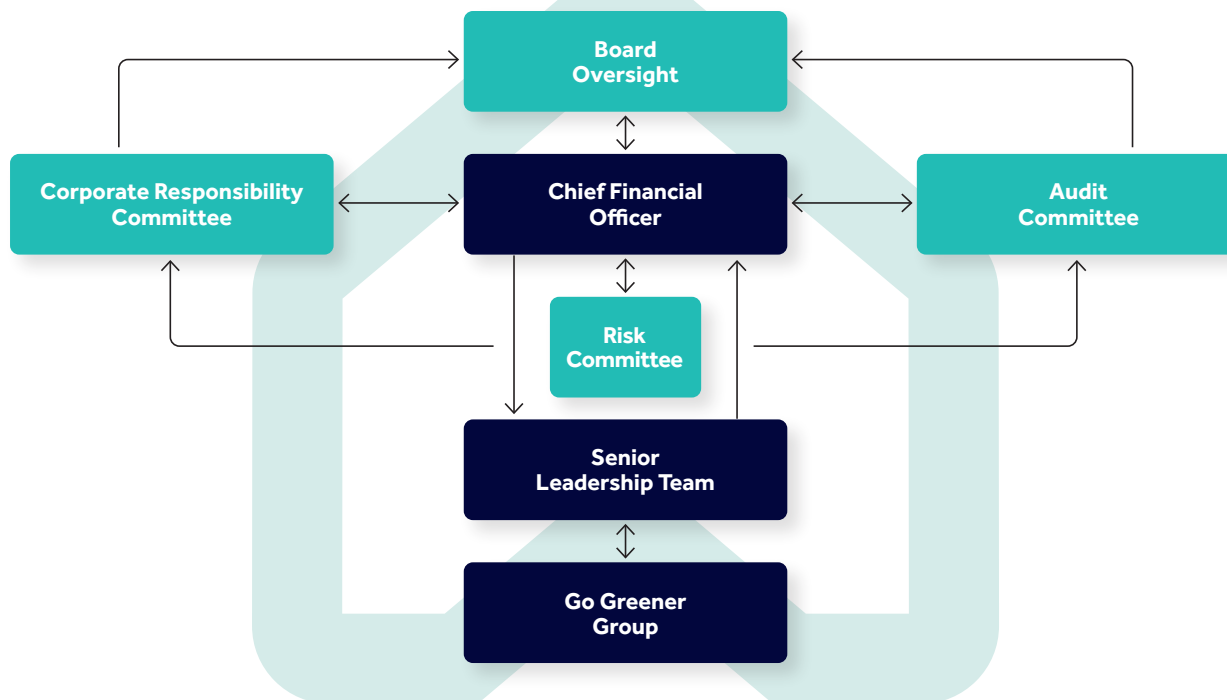 Board
Oversight
Corporate Responsibility
Committee
Chief Financial
Officer
Audit
Committee
Risk
Committee
Senior
Leadership Team
Go Greener
Group